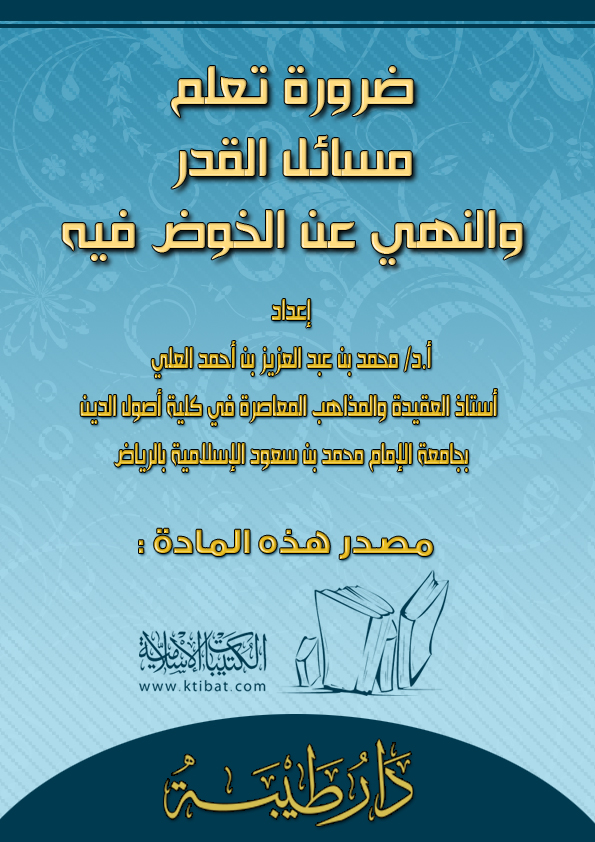 ضرورة تعلم
مسائل القدر
والنهي عن الخوض فيه
إعداد
أ.د/ محمد بن عبد العزيز بن أحمد العلي
أستاذ العقيدة والمذاهب المعاصرة في كلية أصول الدين
بجامعة الإمام محمد بن سعود الإسلامية بالرياض
مصدر هذه المادة :
الكتيبات الإسلامية
www.ktibat.com
دَارُ طَيْبَة